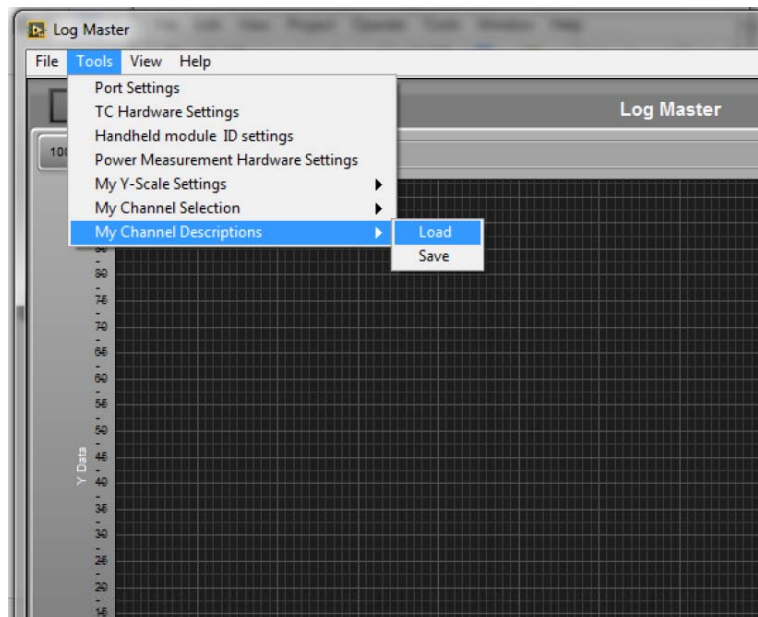 Log Master
File Tools View Help
Port Settings
TC Hardware Settings
Handheld module ID settings
Power Measurement Hardware Settings
My Y-Scale Settings
My Channel Selection
My Channel Descriptions
Load
Save
Log Master
100
80
75
70
65
60
55
50
45
40
35
30
25
20
15
Y Data